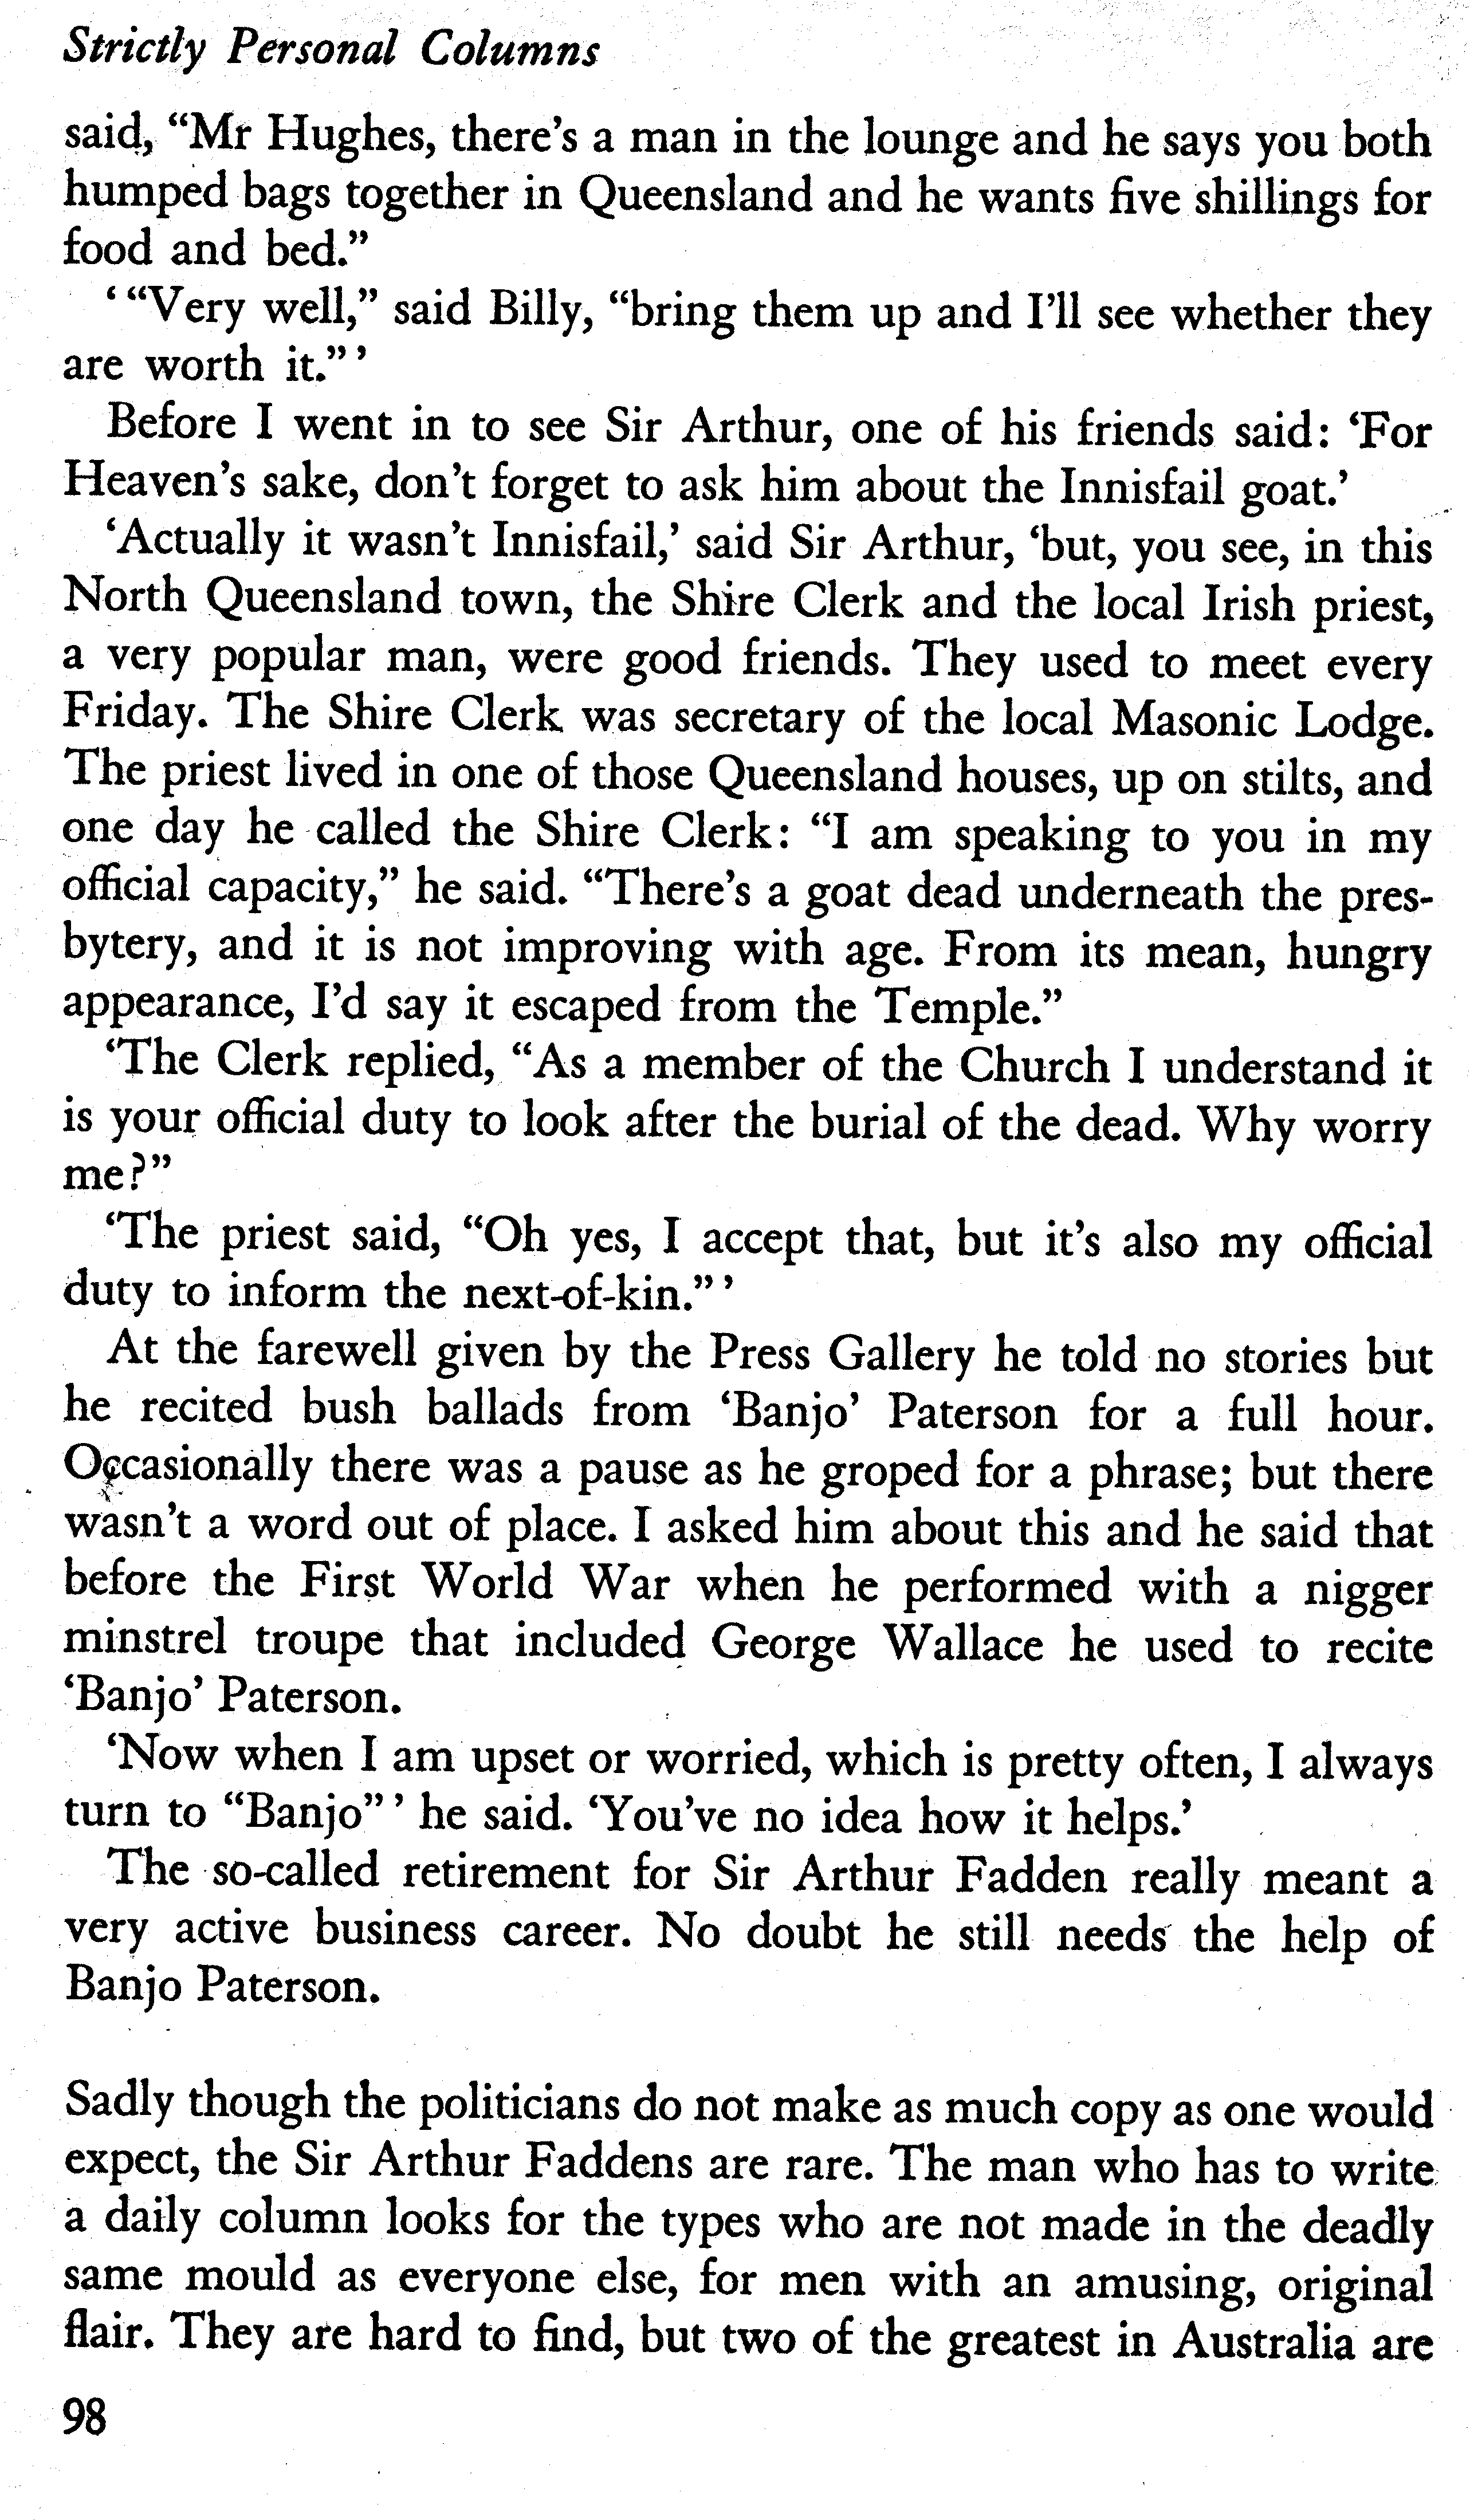 Strictly Personal Columns
said, “Mr Hughes, there’s a man in the lounge and he says you both
humped bags together in Queensland and he wants five shillings for
food and bed.”
‘“Very well,” said Billy, “bring them up and I’ll see whether they
are worth it.”’
Before I went in to see Sir Arthur, one of his friends said: ‘For
Heaven’s sake, don’t forget to ask him about the Innisfail goat.’
‘Actually it wasn’t Innisfail,’ said Sir Arthur, ‘but, you see, in this
North Queensland town, the Shire Clerk and the local Irish priest,
a very popular man, were good friends. They used to meet every
Friday. The Shire Clerk was secretary of the local Masonic Lodge.
The priest lived in one of those Queensland houses, up on stilts, and
one day he called the Shire Clerk: “I am speaking to you in my
official capacity,” he said. “There’s a goat dead underneath the pres-
bytery, and it is not improving with age. From its mean, hungry
appearance, I’d say it escaped from the Temple.”
‘The Clerk replied, “As a member of the Church I understand it
is your official duty to look after the burial of the dead. Why worry
me?”
‘The priest said, “Oh yes, I accept that, but it’s also my official
duty to inform the next-of-kin.”’
At the farewell given by the Press Gallery he told no stories but
he recited bush ballads from ‘Banjo’ Paterson for a full hour.
Occasionally there was a pause as he groped for a phrase; but there
wasn’t a word out of place. I asked him about this and he said that
before the First World War when he performed with a nigger
minstrel troupe that included George Wallace he used to recite
‘Banjo’ Paterson.
‘Now when I am upset or worried, which is pretty often, I always
turn to “Banjo”’ he said. ‘You’ve no idea how it helps.’
The so-called retirement for Sir Arthur Fadden really meant a
very active business career. No doubt he still needs the help of
Banjo Paterson.
Sadly though the politicians do not make as much copy as one would
expect, the Sir Arthur Faddens are rare. The man who has to write
a daily column looks for the types who are not made in the deadly
same mould as everyone else, for men with an amusing, original
flair. They are hard to find, but two of the greatest in Australia are
98